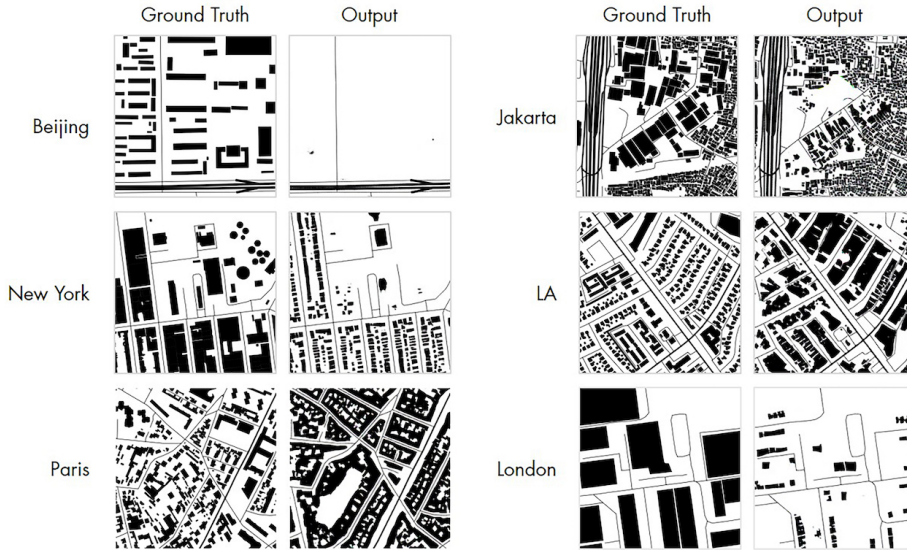 Ground Truth Output Ground Truth Output
Beijing Jakarta
New York LA
Paris London